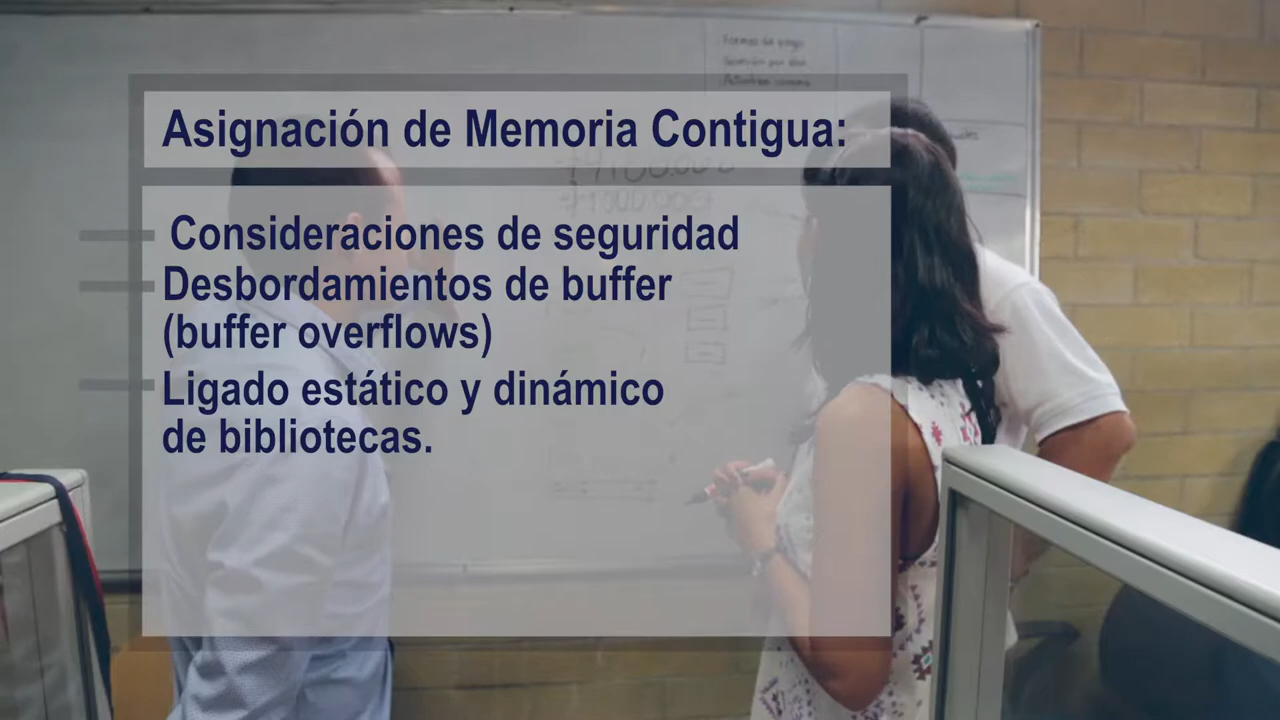 Asignación de Memoria Contigua:
Consideraciones de seguridad
Desbordamientos de buffer
(buffer overflows)
Ligado estático y dinámico
de bibliotecas.